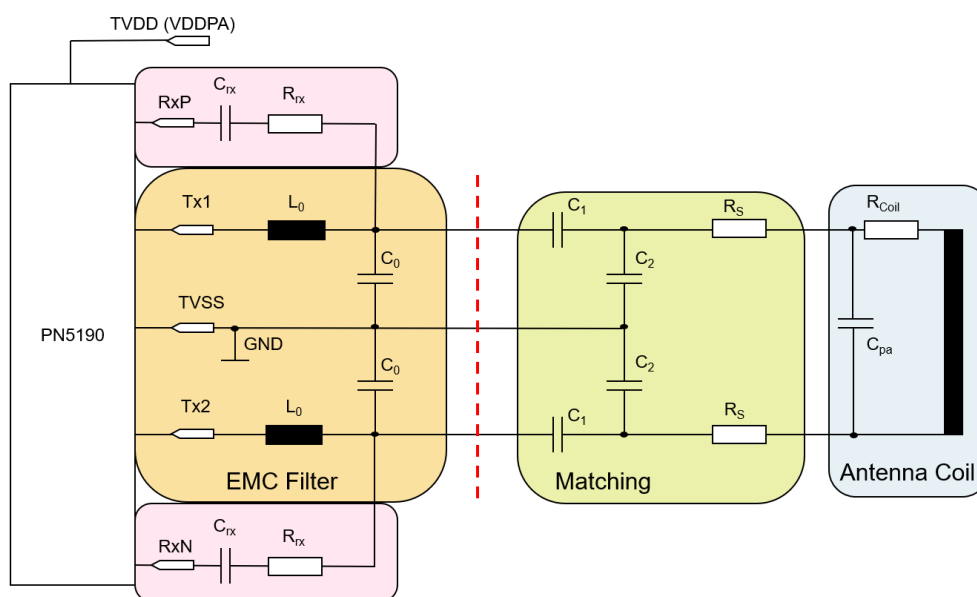 TVDD (VDDPA)
RxP
Crx
Rrx
Tx1
L0
C0
C1
RS
RCoil
C2
TVSS
PN5190
GND
Cpa
C0
C2
Tx2
L0
C1
RS
EMC Filter
Matching
Antenna Coil
RxN
Crx
Rrx